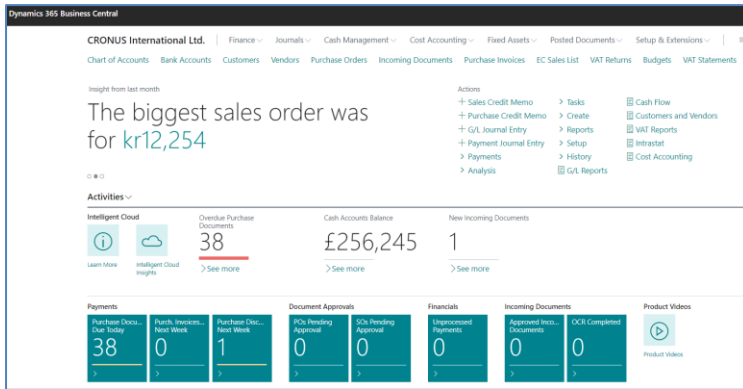 Dynamics 365 Business Central
CRONUS International Ltd. Finance Journals Cash Management Cost Accounting Fixed Assets Posted Documents Setup & Extensions
Chart of Accounts Bank Accounts Customers Vendors Purchase Orders Incoming Documents Purchase Invoices EC Sales List VAT Returns Budgets VAT Statements
Insight from last month
The biggest sales order was
for kr12,254
Actions
+ Sales Credit Memo > Tasks Cash Flow
+ Purchase Credit Memo > Create Customers and Vendors
+ G/L Journal Entry > Reports VAT Reports
+ Payment Journal Entry > Setup Intrastat
> Payments > History Cost Accounting
> Analysis G/L Reports
Activities
Intelligent Cloud
Learn More
Intelligent Cloud
Insights
Overdue Purchase
Documents
38
> See more
Cash Accounts Balance
£256,245
> See more
New Incoming Documents
1
> See more
Payments
Purchase Docu...
Due Today
38
Purch. Invoices...
Next Week
0
Purchase Disc...
Next Week
1
Document Approvals
POs Pending
Approval
0
SOs Pending
Approval
0
Financials
Unprocessed
Payments
0
Incoming Documents
Approved Inco...
Documents
0
OCR Completed
0
Product Videos
Product Videos